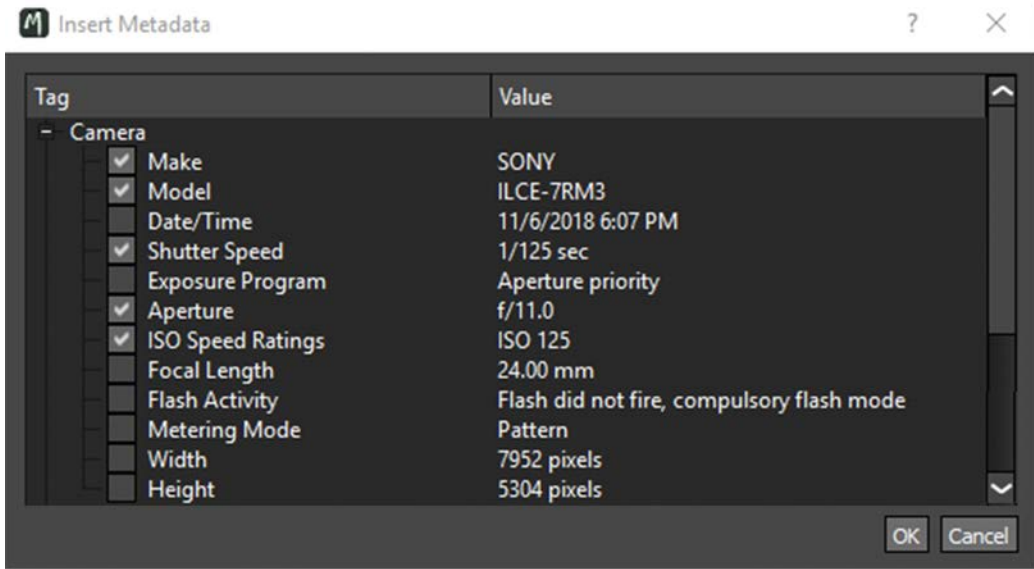 Insert Metadata ?
Tag Value
Camera
Make SONY
Model ILCE-7RM3
Date/Time 11/6/2018 6:07 PM
Shutter Speed 1/125 sec
Exposure Program Aperture priority
Aperture f/11.0
ISO Speed Ratings ISO 125
Focal Length 24.00 mm
Flash Activity Flash did not fire, compulsory flash mode
Metering Mode Pattern
Width 7952 pixels
Height 5304 pixels
OK Cancel